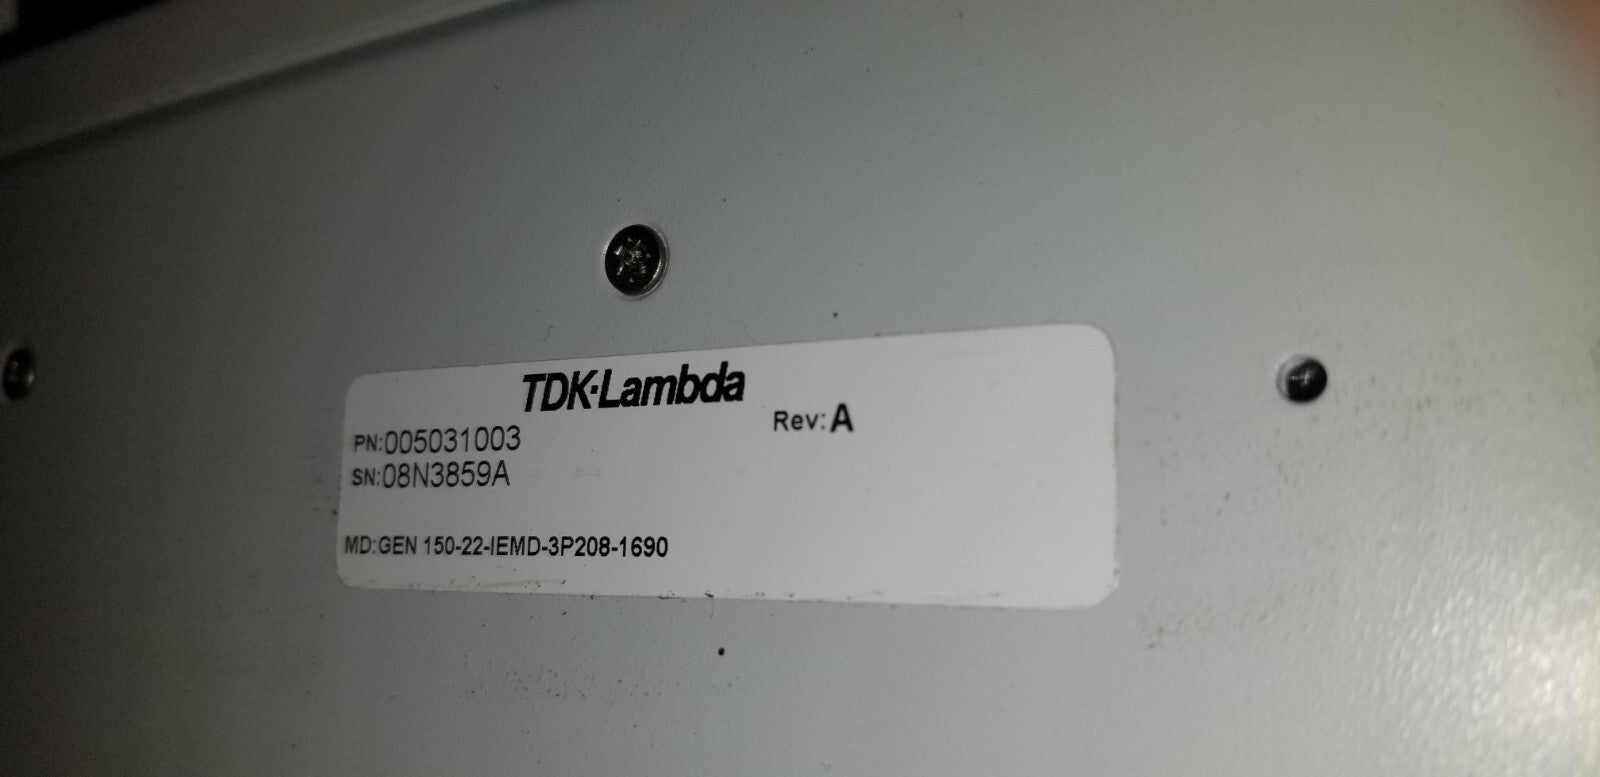 TDK·Lambda
Rev:A
PN:005031003
SN:08N3859A
MD:GEN 150-22-IEMD-3P208-1690